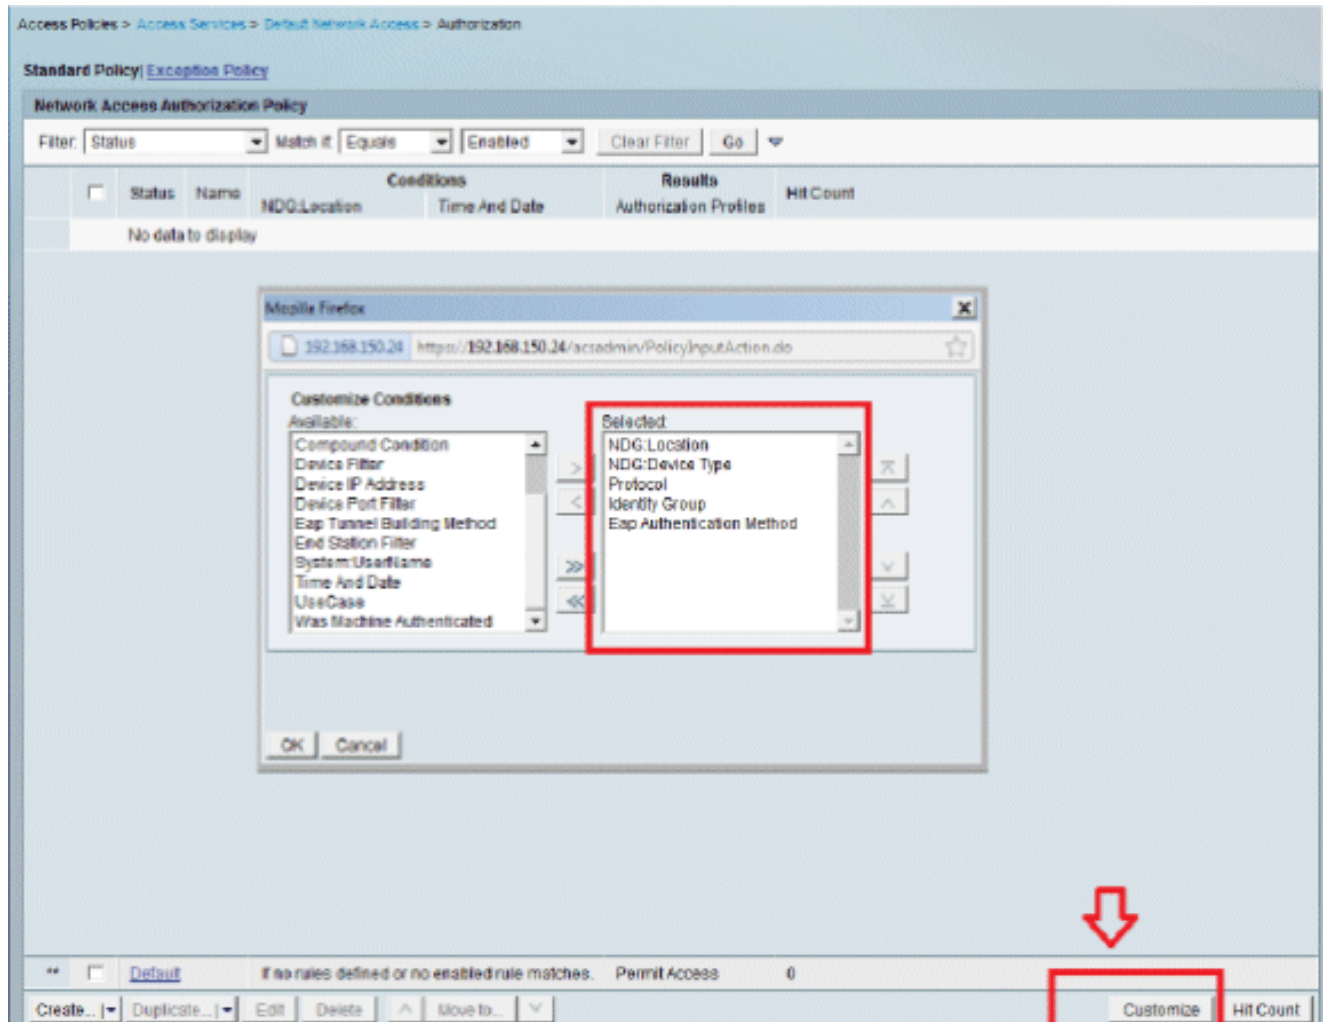 Access Policies > Access Services > Default Network Access > Authorization
Standard Policy| Exception Policy
Network Access Authorization Policy
Filter: Status Match if: Equals Enabled Clear Filter Go
Conditions Results
Status Name NDG:Location Time And Date Authorization Profiles Hit Count
No data to display
Mozilla Firefox
192.168.150.24 https://192.168.150.24/acsadmin/PolicyInputAction.do
Customize Conditions
Available: Selected:
Compound Condition NDG:Location
Device Filter NDG:Device Type
Device IP Address Protocol
Device Port Filter Identity Group
Eap Tunnel Building Method Eap Authentication Method
End Station Filter
System:UserName
Time And Date
UseCase
Was Machine Authenticated
OK Cancel
** Default If no rules defined or no enabled rule matches. Permit Access 0
Create... Duplicate... Edit Delete Move to... Customize Hit Count